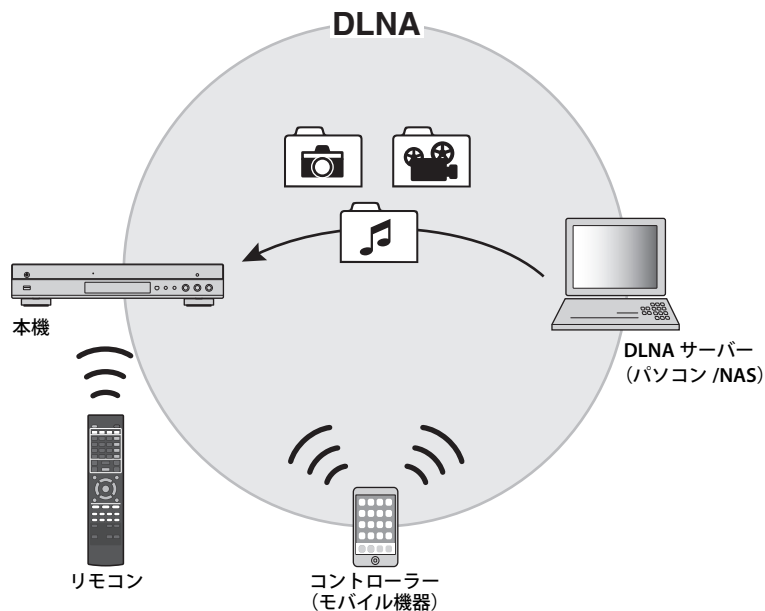 DLNA
本機
DLNA サーバー
（パソコン /NAS）
リモコン
コントローラー
（モバイル機器）